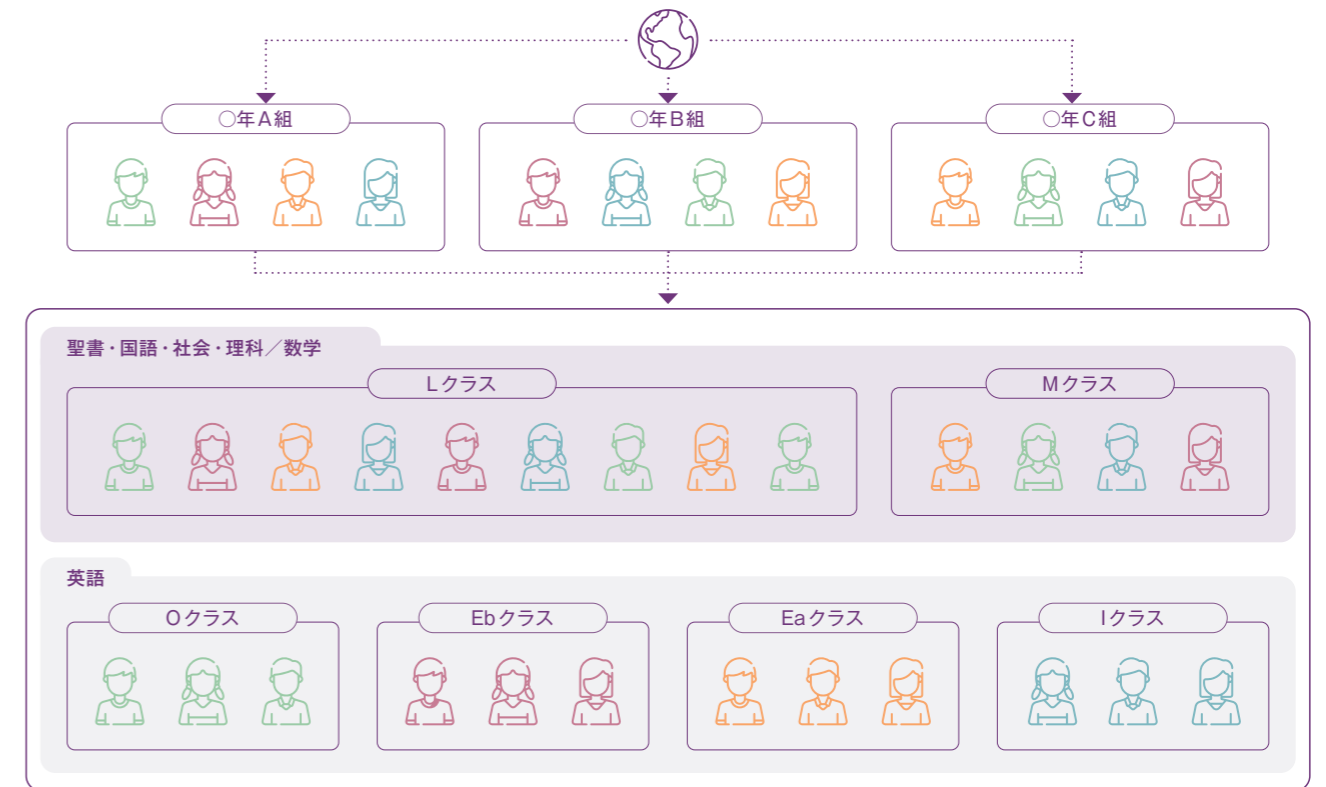 ○年A組
○年B組
○年C組
聖書・国語・社会・理科／数学
Lクラス
Mクラス
英語
Oクラス
Ebクラス
Eaクラス
Iクラス